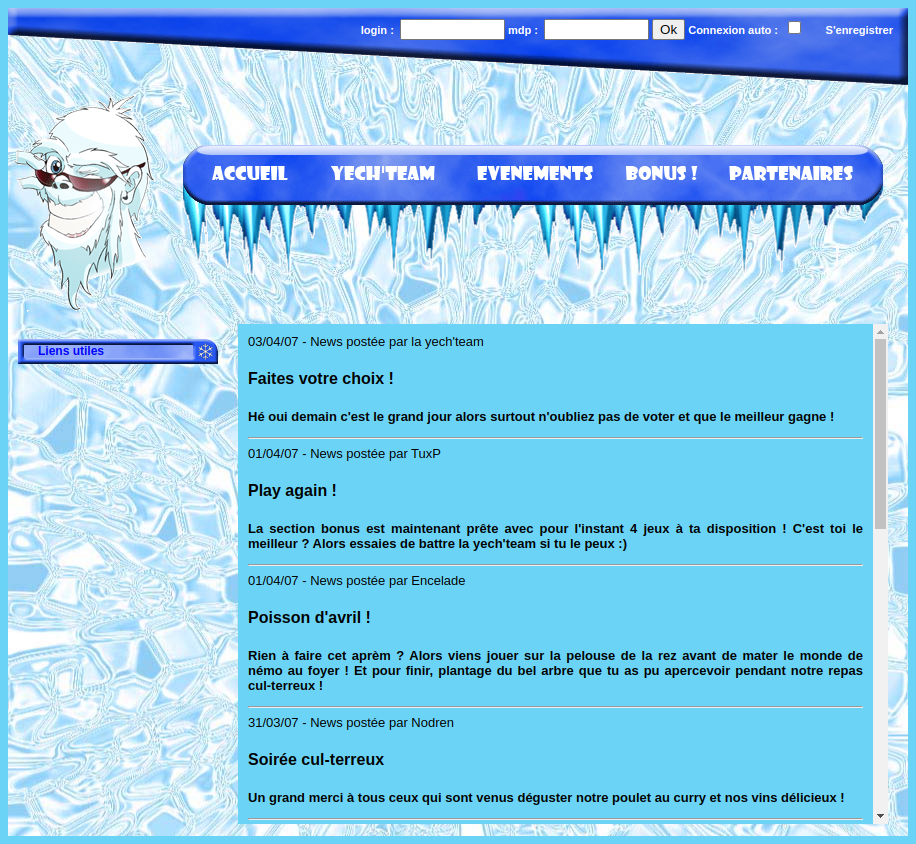 login : mdp : Ok Connexion auto : S'enregistrer
ACCUEIL YECH'TEAM EVENEMENTS BONUS ! PARTENAIRES
Liens utiles
03/04/07 - News postée par la yech'team
Faites votre choix !
Hé oui demain c'est le grand jour alors surtout n'oubliez pas de voter et que le meilleur gagne !
01/04/07 - News postée par TuxP
Play again !
La section bonus est maintenant prête avec pour l'instant 4 jeux à ta disposition ! C'est toi le
meilleur ? Alors essaies de battre la yech'team si tu le peux :)
01/04/07 - News postée par Encelade
Poisson d'avril !
Rien à faire cet aprèm ? Alors viens jouer sur la pelouse de la rez avant de mater le monde de
némo au foyer ! Et pour finir, plantage du bel arbre que tu as pu apercevoir pendant notre repas
cul-terreux !
31/03/07 - News postée par Nodren
Soirée cul-terreux
Un grand merci à tous ceux qui sont venus déguster notre poulet au curry et nos vins délicieux !